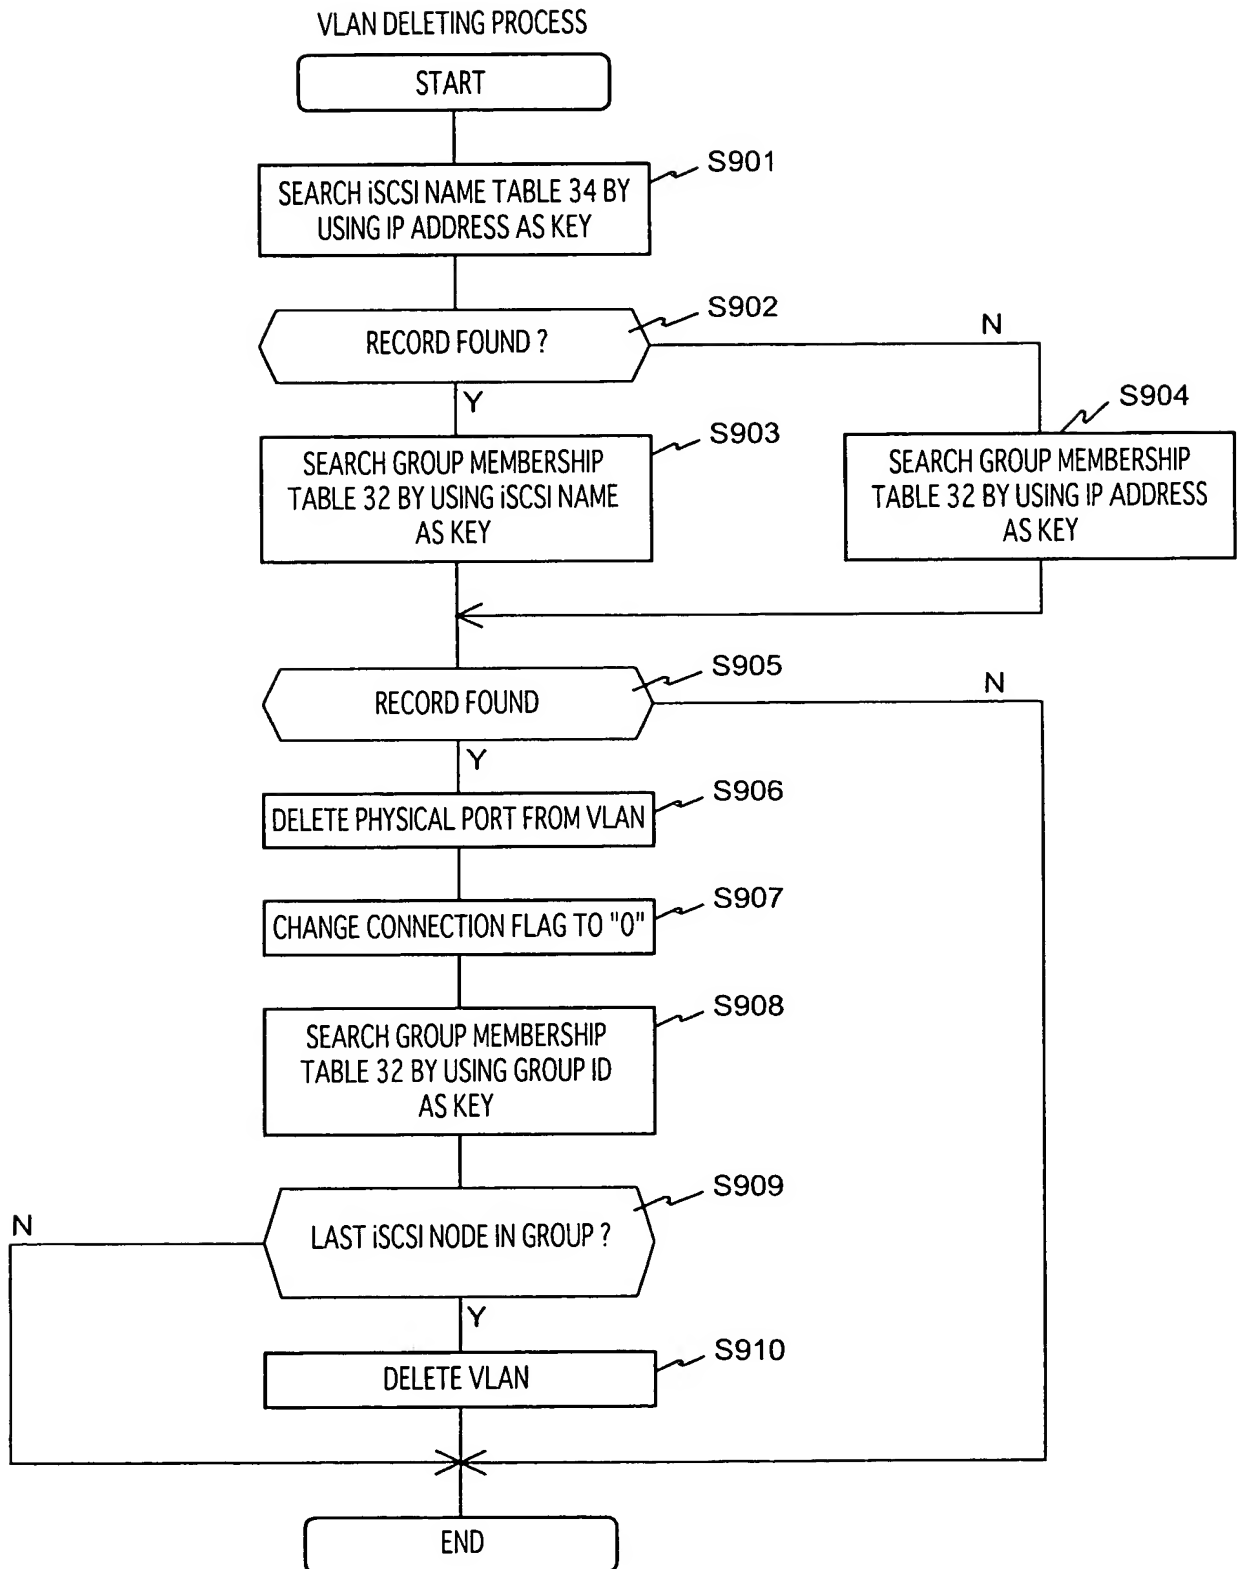 VLAN DELETING PROCESS
START
S901
SEARCH iSCSI NAME TABLE 34 BY
USING IP ADDRESS AS KEY
S902
RECORD FOUND ?
N
Y
S903
SEARCH GROUP MEMBERSHIP
TABLE 32 BY USING iSCSI NAME
AS KEY
S904
SEARCH GROUP MEMBERSHIP
TABLE 32 BY USING IP ADDRESS
AS KEY
S905
RECORD FOUND
N
Y
S906
DELETE PHYSICAL PORT FROM VLAN
S907
CHANGE CONNECTION FLAG TO "0"
S908
SEARCH GROUP MEMBERSHIP
TABLE 32 BY USING GROUP ID
AS KEY
S909
LAST iSCSI NODE IN GROUP ?
N
Y
S910
DELETE VLAN
END